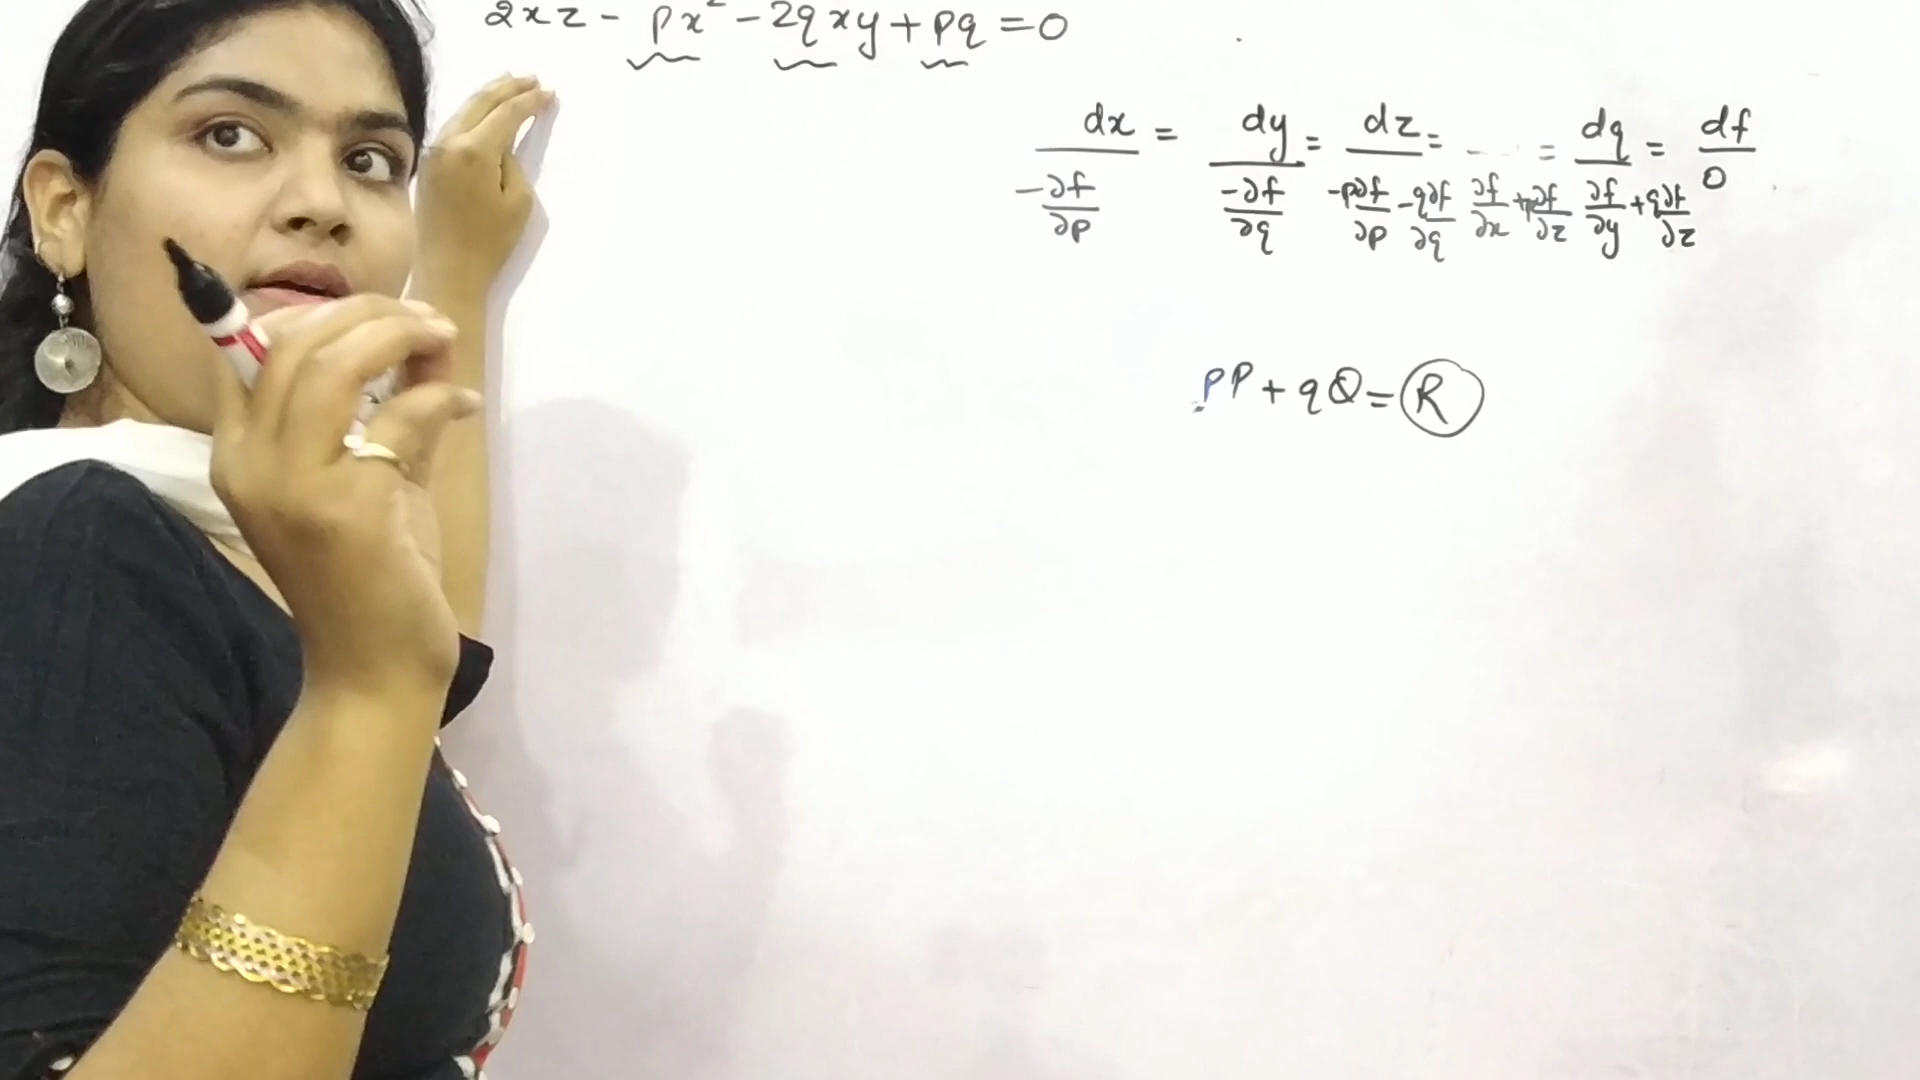 2xz - px² - 2qxy + pq = 0
dx/(-∂f/∂p) = dy/(-∂f/∂q) = dz/(-p∂f/∂p - q∂f/∂q) = ---/(∂f/∂x + p∂f/∂z) = dq/(∂f/∂y + q∂f/∂z) = df/0
pP + qQ = R